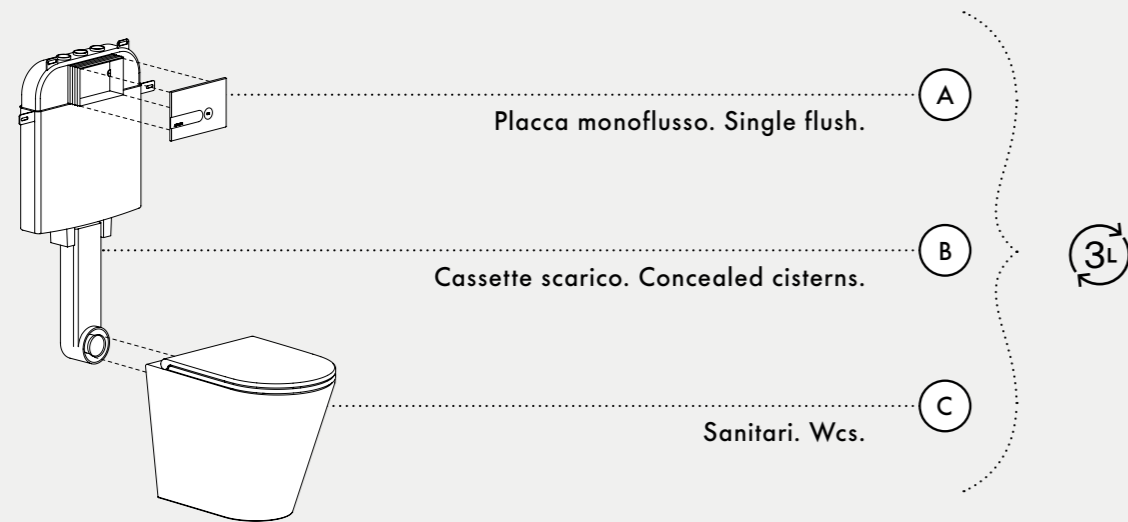 A
Placca monoflusso. Single flush.
B
Cassette scarico. Concealed cisterns.
3L
C
Sanitari. Wcs.